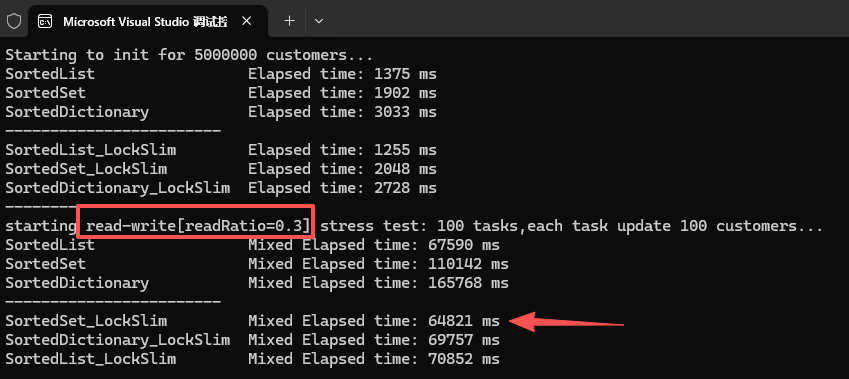 Microsoft Visual Studio 调试控
Starting to init for 5000000 customers...
SortedList Elapsed time: 1375 ms
SortedSet Elapsed time: 1902 ms
SortedDictionary Elapsed time: 3033 ms
------------------------
SortedList_LockSlim Elapsed time: 1255 ms
SortedSet_LockSlim Elapsed time: 2048 ms
SortedDictionary_LockSlim Elapsed time: 2728 ms
--------
starting read-write[readRatio=0.3] stress test: 100 tasks,each task update 100 customers...
SortedList Mixed Elapsed time: 67590 ms
SortedSet Mixed Elapsed time: 110142 ms
SortedDictionary Mixed Elapsed time: 165768 ms
------------------------
SortedSet_LockSlim Mixed Elapsed time: 64821 ms
SortedDictionary_LockSlim Mixed Elapsed time: 69757 ms
SortedList_LockSlim Mixed Elapsed time: 70852 ms